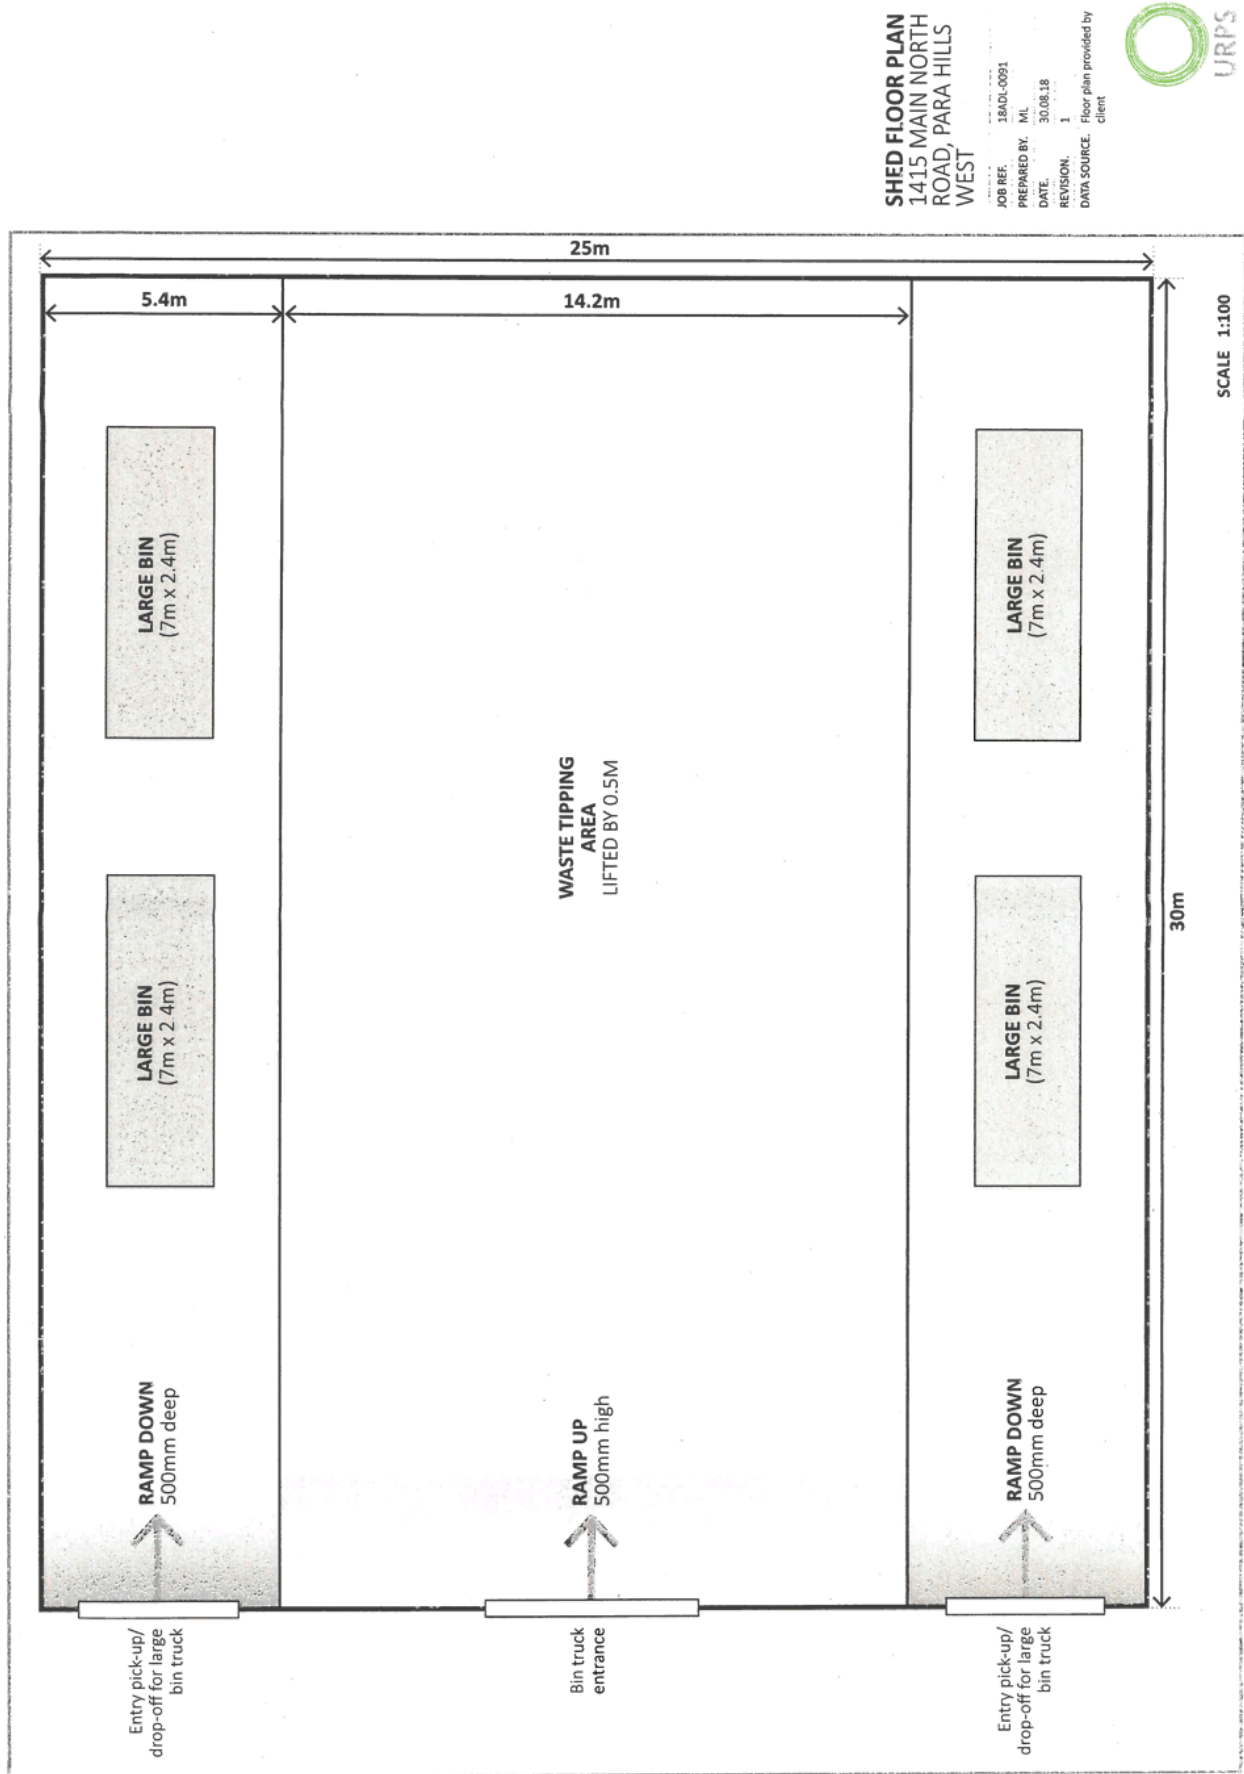 SHED FLOOR PLAN
1415 MAIN NORTH
ROAD, PARA HILLS
WEST
JOB REF. 18ADL-0091
PREPARED BY. ML
DATE. 30.08.18
REVISION. 1
DATA SOURCE. Floor plan provided by
client
URPS
25m
5.4m
14.2m
LARGE BIN
(7m x 2.4m)
LARGE BIN
(7m x 2.4m)
LARGE BIN
(7m x 2.4m)
LARGE BIN
(7m x 2.4m)
WASTE TIPPING
AREA
LIFTED BY 0.5M
30m
SCALE 1:100
RAMP DOWN
500mm deep
RAMP UP
500mm high
RAMP DOWN
500mm deep
Entry pick-up/
drop-off for large
bin truck
Bin truck
entrance
Entry pick-up/
drop-off for large
bin truck